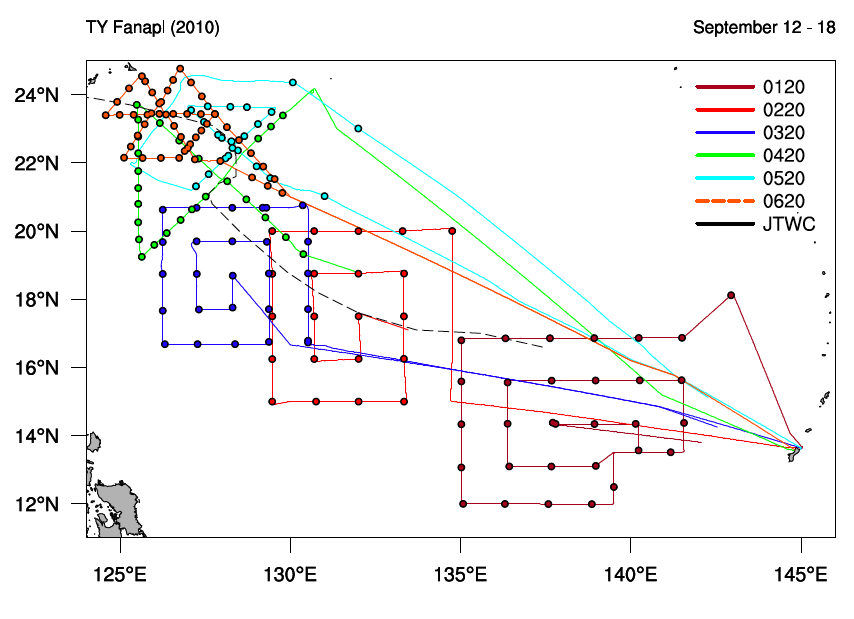 TY Fanapi (2010)
September 12 - 18
24°N
22°N
20°N
18°N
16°N
14°N
12°N
0120
0220
0320
0420
0520
0620
JTWC
125°E
130°E
135°E
140°E
145°E